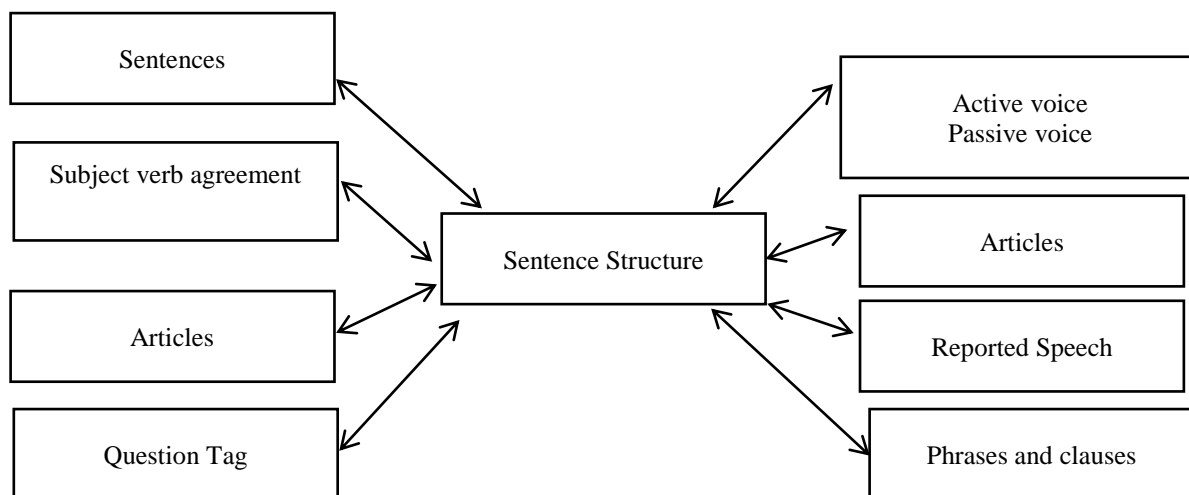 Sentences
Subject verb agreement
Articles
Question Tag
Sentence Structure
Active voice
Passive voice
Articles
Reported Speech
Phrases and clauses